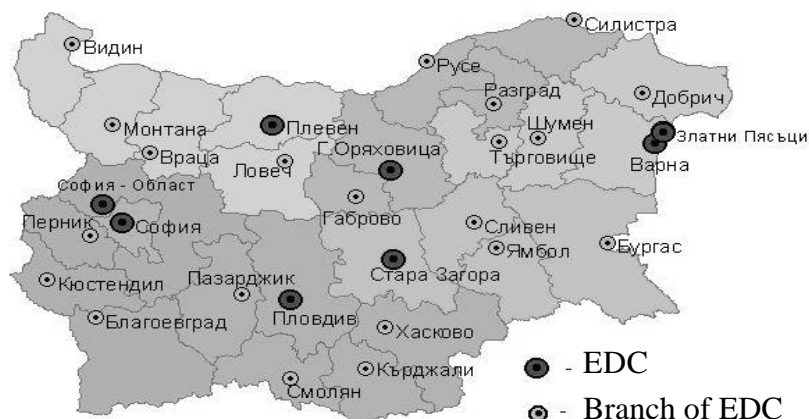 Силистра
Видин
Русе
Разград
Добрич
Монтана
Плевен
Шумен
Златни Пясъци
Г.Оряховица
Търговище
Враца
Варна
Ловеч
София - Област
Габрово
София
Сливен
Перник
Бургас
Ямбол
Стара Загора
Пазарджик
Кюстендил
Пловдив
Благоевград
Хасково
Кърджали
- EDC
Смолян
- Branch of EDC